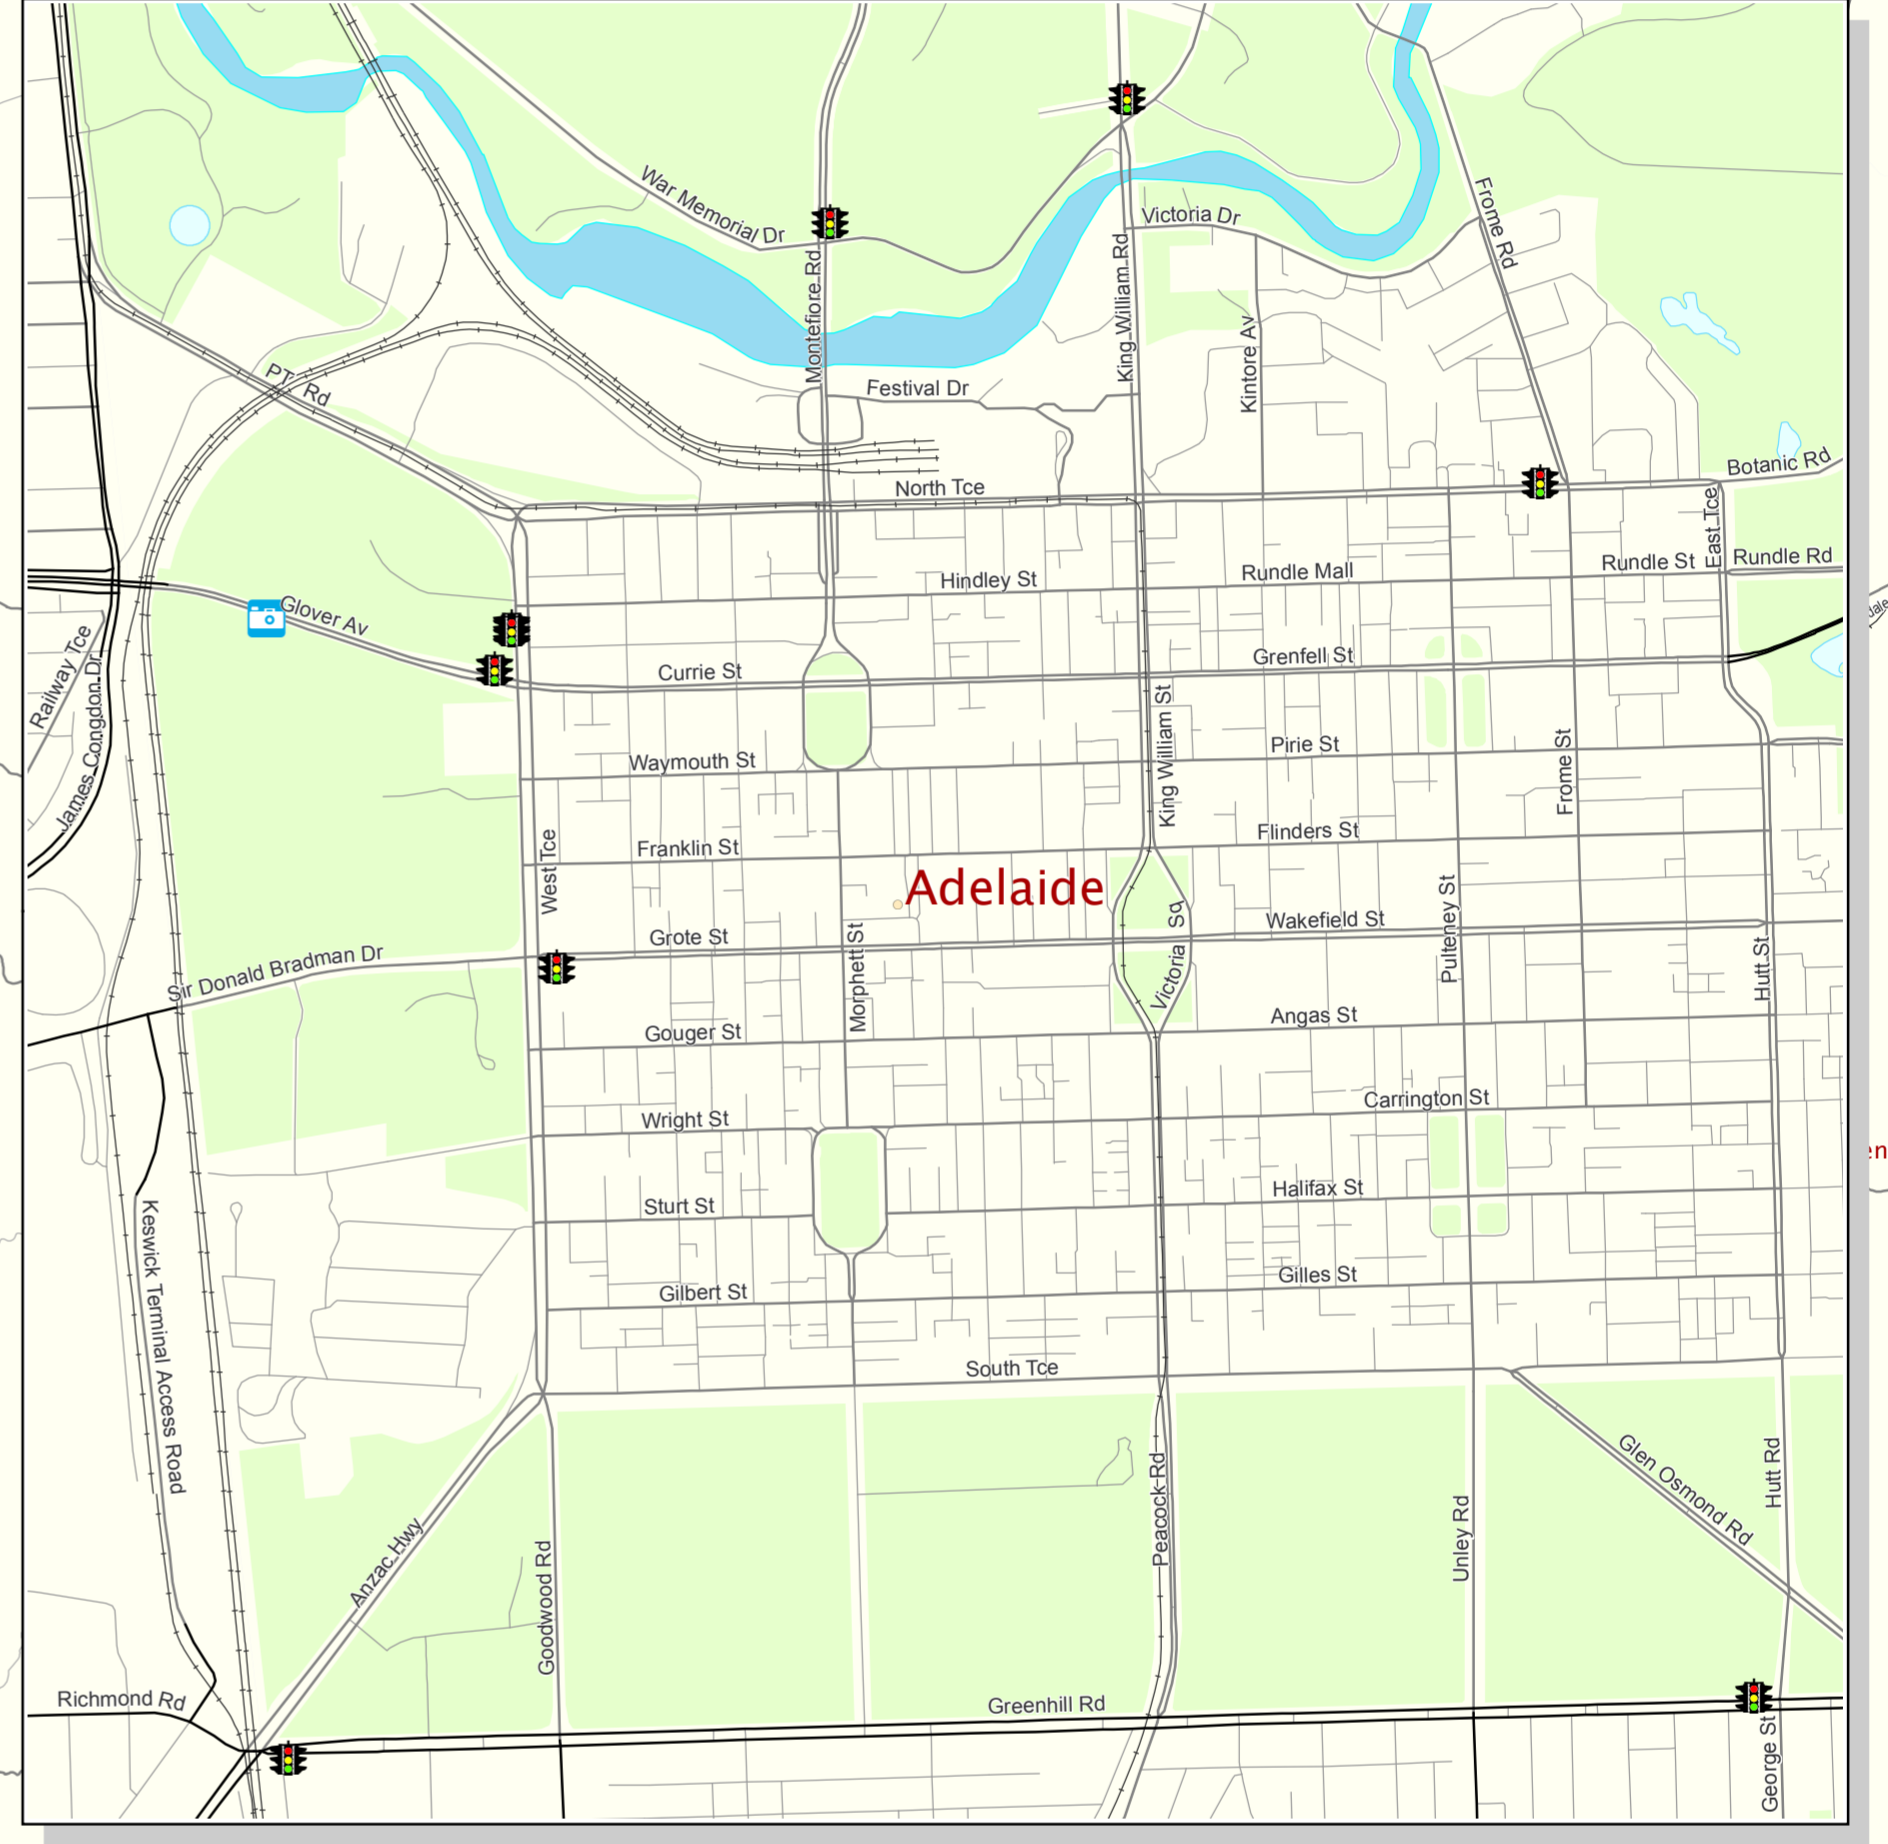 War Memorial Dr
Montefiore Rd
King William Rd
Victoria Dr
Frome Rd
Kintore Av
Festival Dr
PT. Rd
North Tce
Botanic Rd
East Tce
Hindley St
Rundle Mall
Rundle St
Rundle Rd
Glover Av
Railway Tce
James Congdon Dr
Currie St
Grenfell St
King William St
Waymouth St
Pirie St
Frome St
West Tce
Franklin St
Flinders St
Adelaide
Grote St
Morphett St
Victoria Sq
Wakefield St
Pulteney St
Hutt St
Sir Donald Bradman Dr
Gouger St
Angas St
Wright St
Carrington St
en
Sturt St
Halifax St
Keswick Terminal Access Road
Gilbert St
Gilles St
South Tce
Anzac Hwy
Goodwood Rd
Peacock Rd
Unley Rd
Glen Osmond Rd
Hutt Rd
Richmond Rd
Greenhill Rd
George St